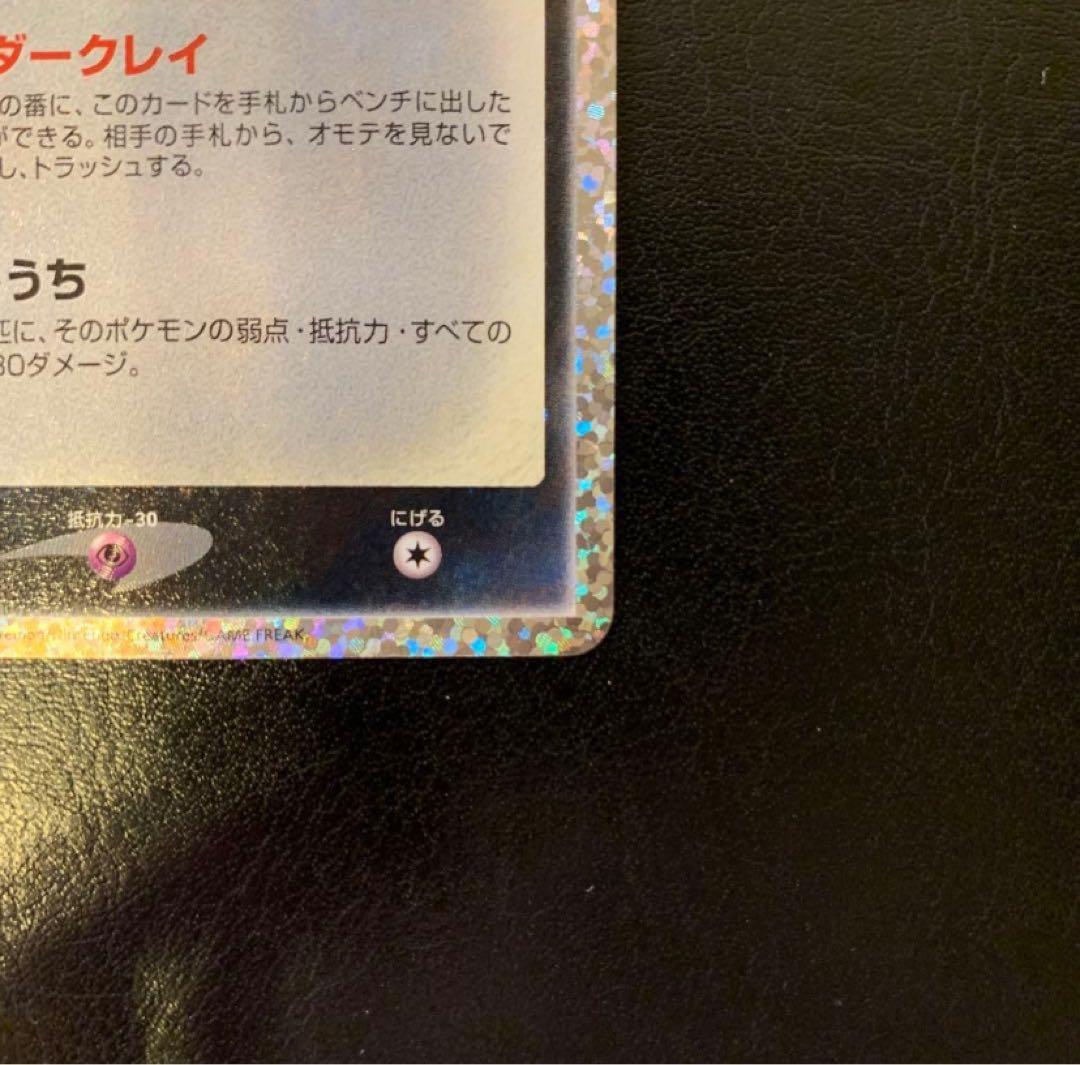 ダークレイ
の番に、このカードを手札からベンチに出した
ができる。相手の手札から、オモテを見ないで
し、トラッシュする。
うち
匹に、そのポケモンの弱点・抵抗力・すべての
30ダメージ。
抵抗力 -30
にげる
Creatures/GAME FREAK.